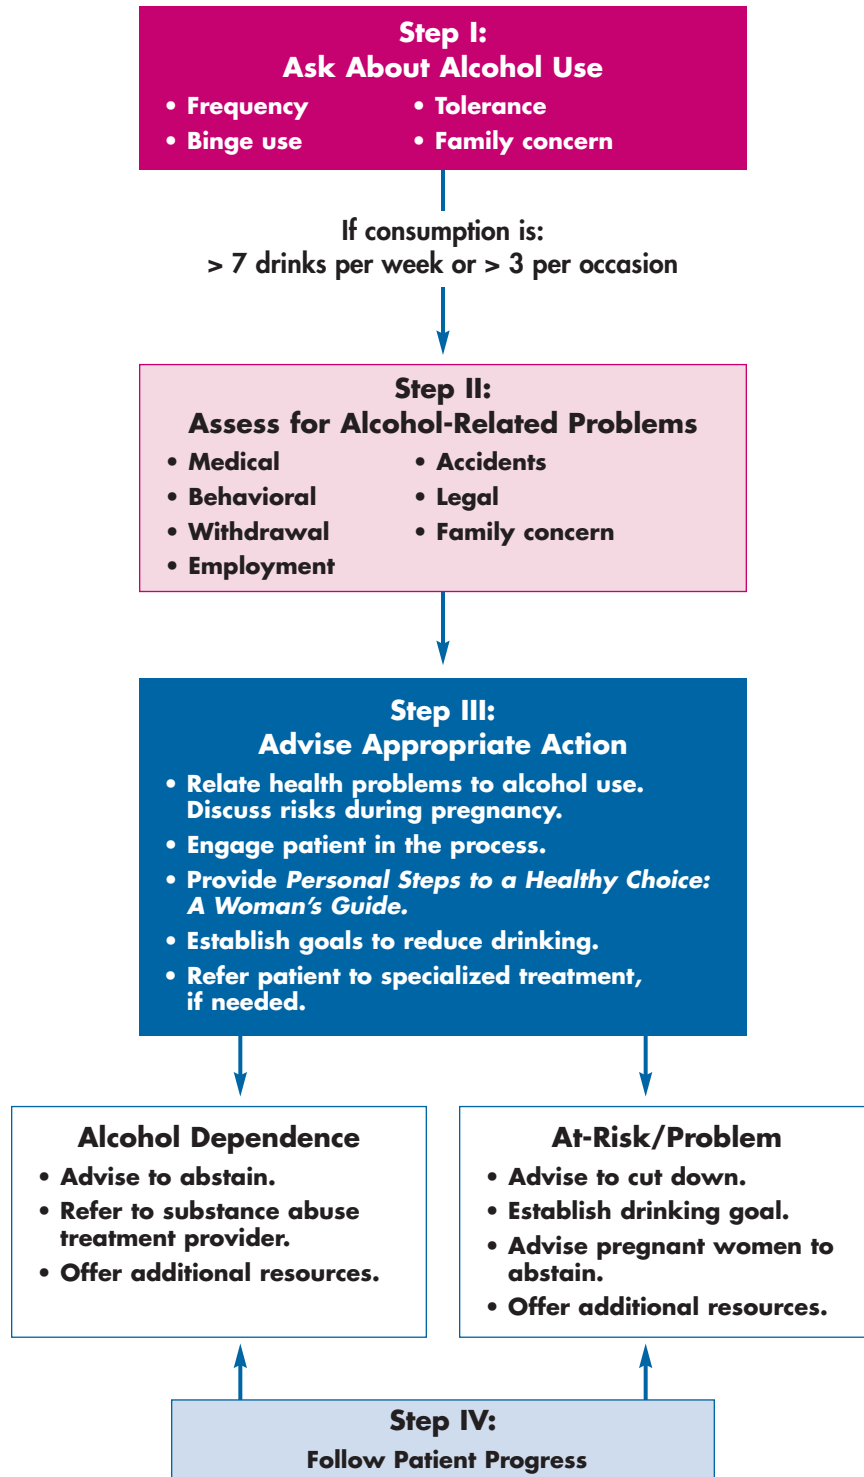 Step I:
Ask About Alcohol Use
• Frequency
• Binge use
• Tolerance
• Family concern
If consumption is:
> 7 drinks per week or > 3 per occasion
Step II:
Assess for Alcohol-Related Problems
• Medical
• Behavioral
• Withdrawal
• Employment
• Accidents
• Legal
• Family concern
Step III:
Advise Appropriate Action
• Relate health problems to alcohol use.
Discuss risks during pregnancy.
• Engage patient in the process.
• Provide Personal Steps to a Healthy Choice:
A Woman’s Guide.
• Establish goals to reduce drinking.
• Refer patient to specialized treatment,
if needed.
Alcohol Dependence
• Advise to abstain.
• Refer to substance abuse
treatment provider.
• Offer additional resources.
At-Risk/Problem
• Advise to cut down.
• Establish drinking goal.
• Advise pregnant women to
abstain.
• Offer additional resources.
Step IV:
Follow Patient Progress